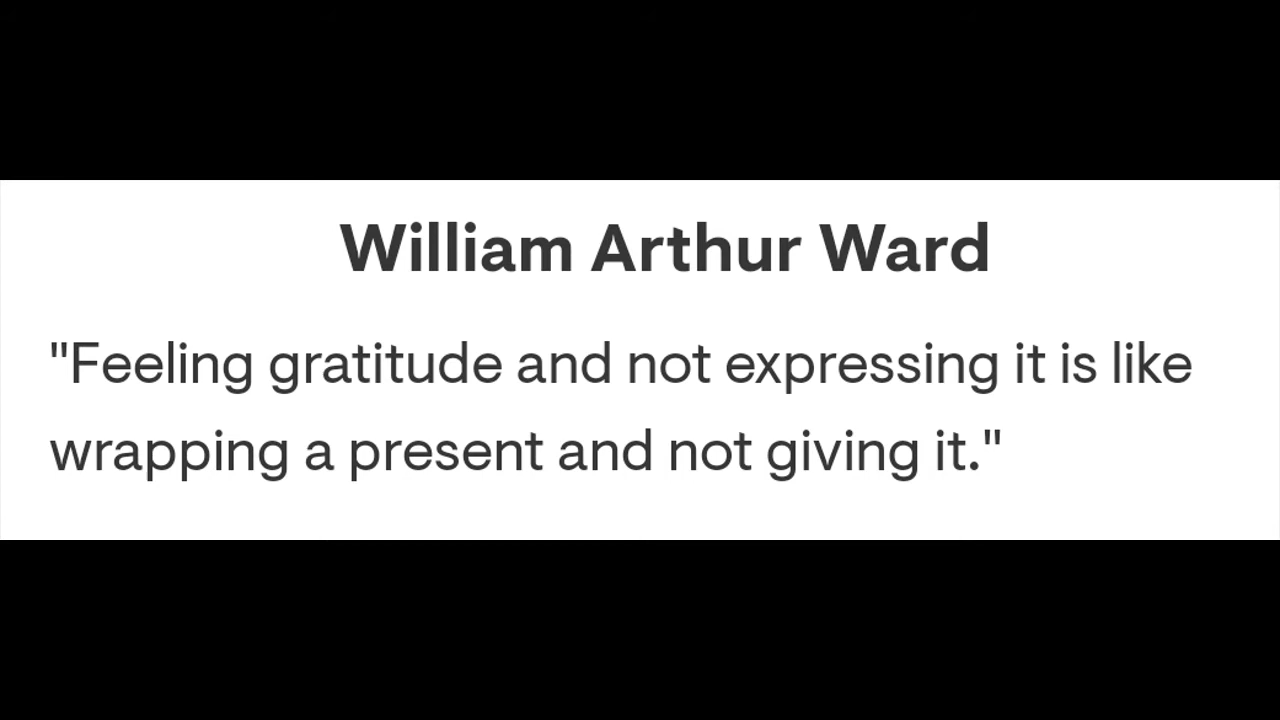 William Arthur Ward
"Feeling gratitude and not expressing it is like
wrapping a present and not giving it."